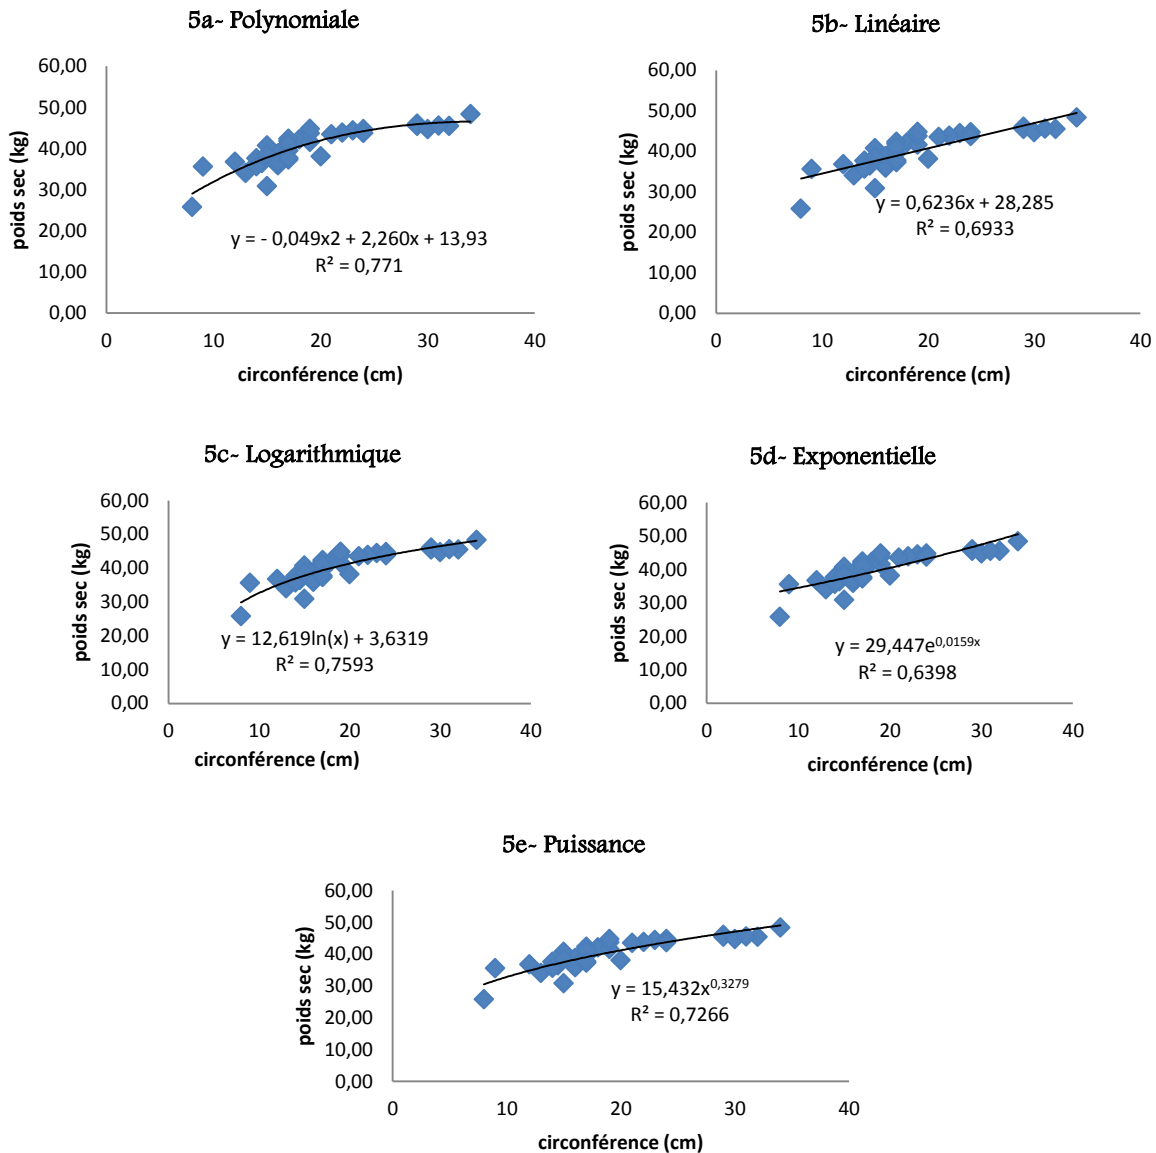 5a- Polynomiale
60,00
50,00
40,00
30,00
20,00
10,00
0,00
poids sec (kg)
y = - 0,049x2 + 2,260x + 13,93
R² = 0,771
0 10 20 30 40
circonférence (cm)
5b- Linéaire
60,00
50,00
40,00
30,00
20,00
10,00
0,00
poids sec (kg)
y = 0,6236x + 28,285
R² = 0,6933
0 10 20 30 40
circonférence (cm)
5c- Logarithmique
60,00
50,00
40,00
30,00
20,00
10,00
0,00
poids sec (kg)
y = 12,619ln(x) + 3,6319
R² = 0,7593
0 10 20 30 40
circonférence (cm)
5d- Exponentielle
60,00
50,00
40,00
30,00
20,00
10,00
0,00
poids sec (kg)
y = 29,447e^0,0159x
R² = 0,6398
0 10 20 30 40
circonférence (cm)
5e- Puissance
60,00
50,00
40,00
30,00
20,00
10,00
0,00
poids sec (kg)
y = 15,432x^0,3279
R² = 0,7266
0 10 20 30 40
circonférence (cm)